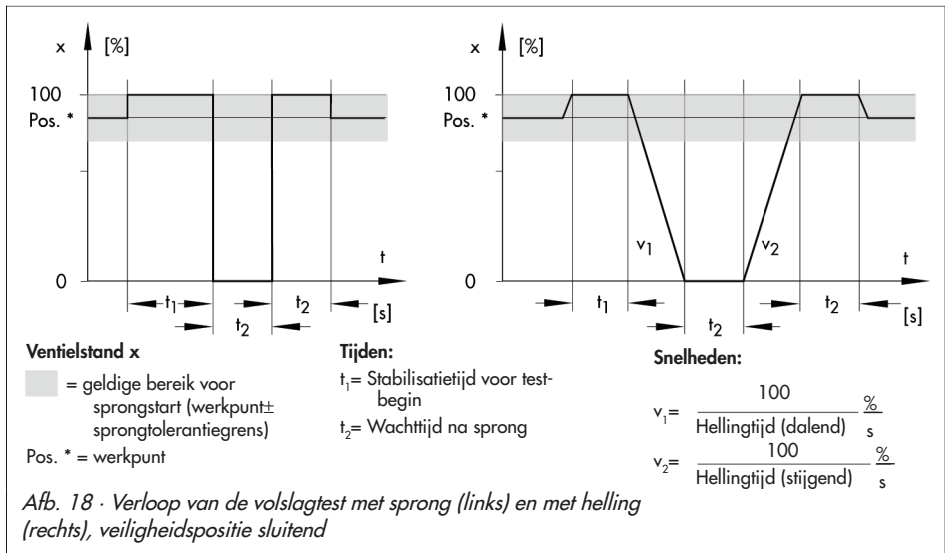 x [%]
100
Pos. *
0
t
t₁
t₂
t₂
[s]
x [%]
100
Pos. *
0
v₁
v₂
t
t₁
t₂
t₂
[s]
Ventielstand x
= geldige bereik voor
sprongstart (werkpunt±
sprongtolerantiegrens)
Pos. * = werkpunt
Tijden:
t₁= Stabilisatietijd voor test-
begin
t₂= Wachttijd na sprong
Snelheden:
v₁= 100 / Hellingtijd (dalend) % / s
v₂= 100 / Hellingtijd (stijgend) % / s
Afb. 18 · Verloop van de volslagtest met sprong (links) en met helling
(rechts), veiligheidspositie sluitend